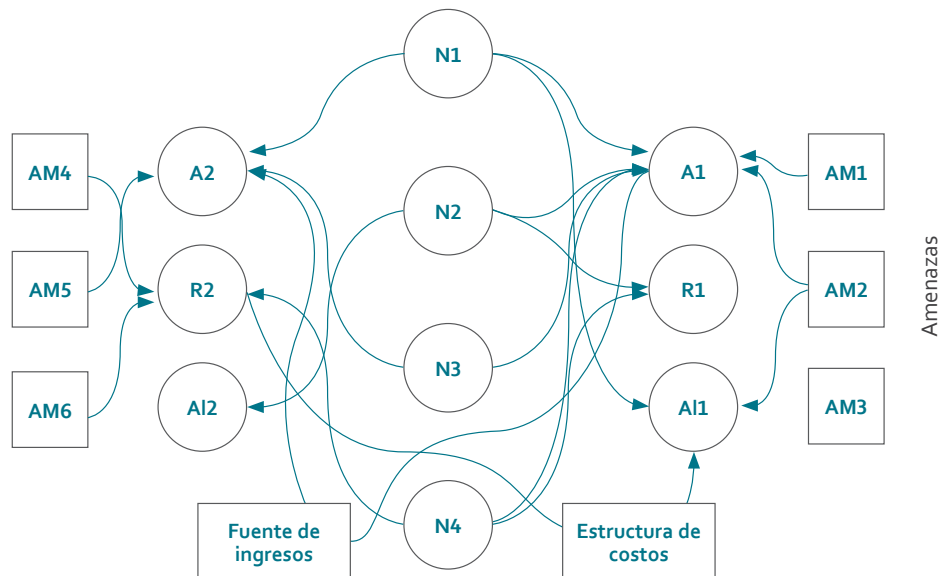 N1
AM4
A2
A1
AM1
N2
AM5
R2
R1
AM2
Amenazas
N3
AM6
Al2
Al1
AM3
Fuente de
ingresos
N4
Estructura de
costos